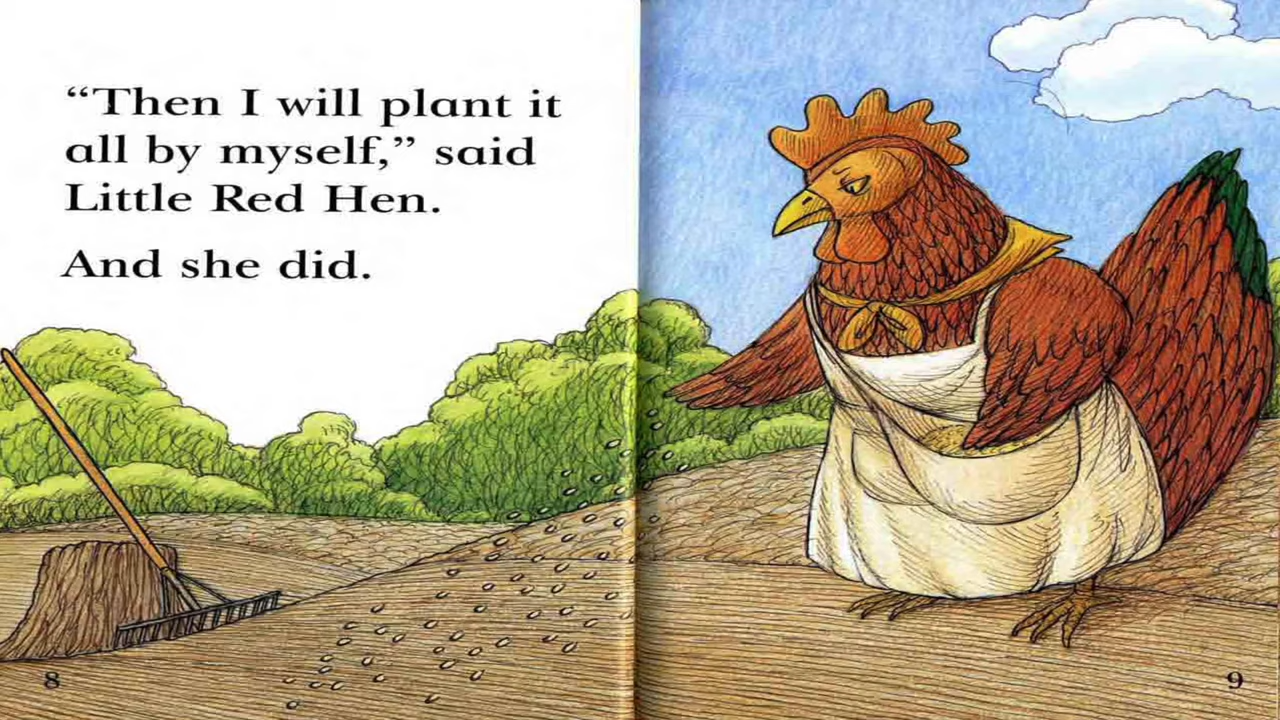 “Then I will plant it
all by myself,” said
Little Red Hen.
And she did.
8
9